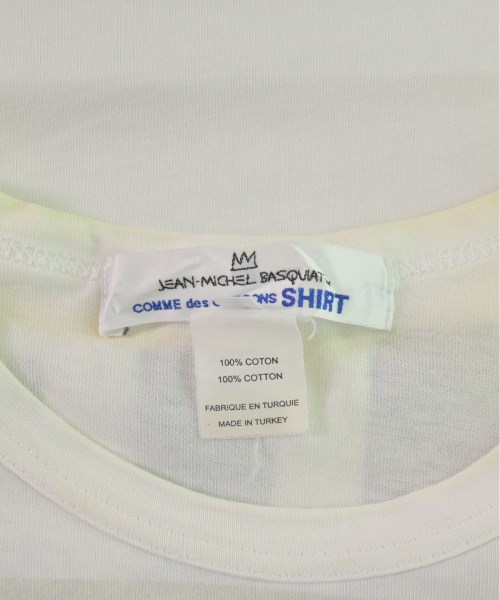 JEAN-MICHEL BASQUIAT
COMME des SHIRT
100% COTON
100% COTTON
FABRIQUE EN TURQUIE
MADE IN TURKEY